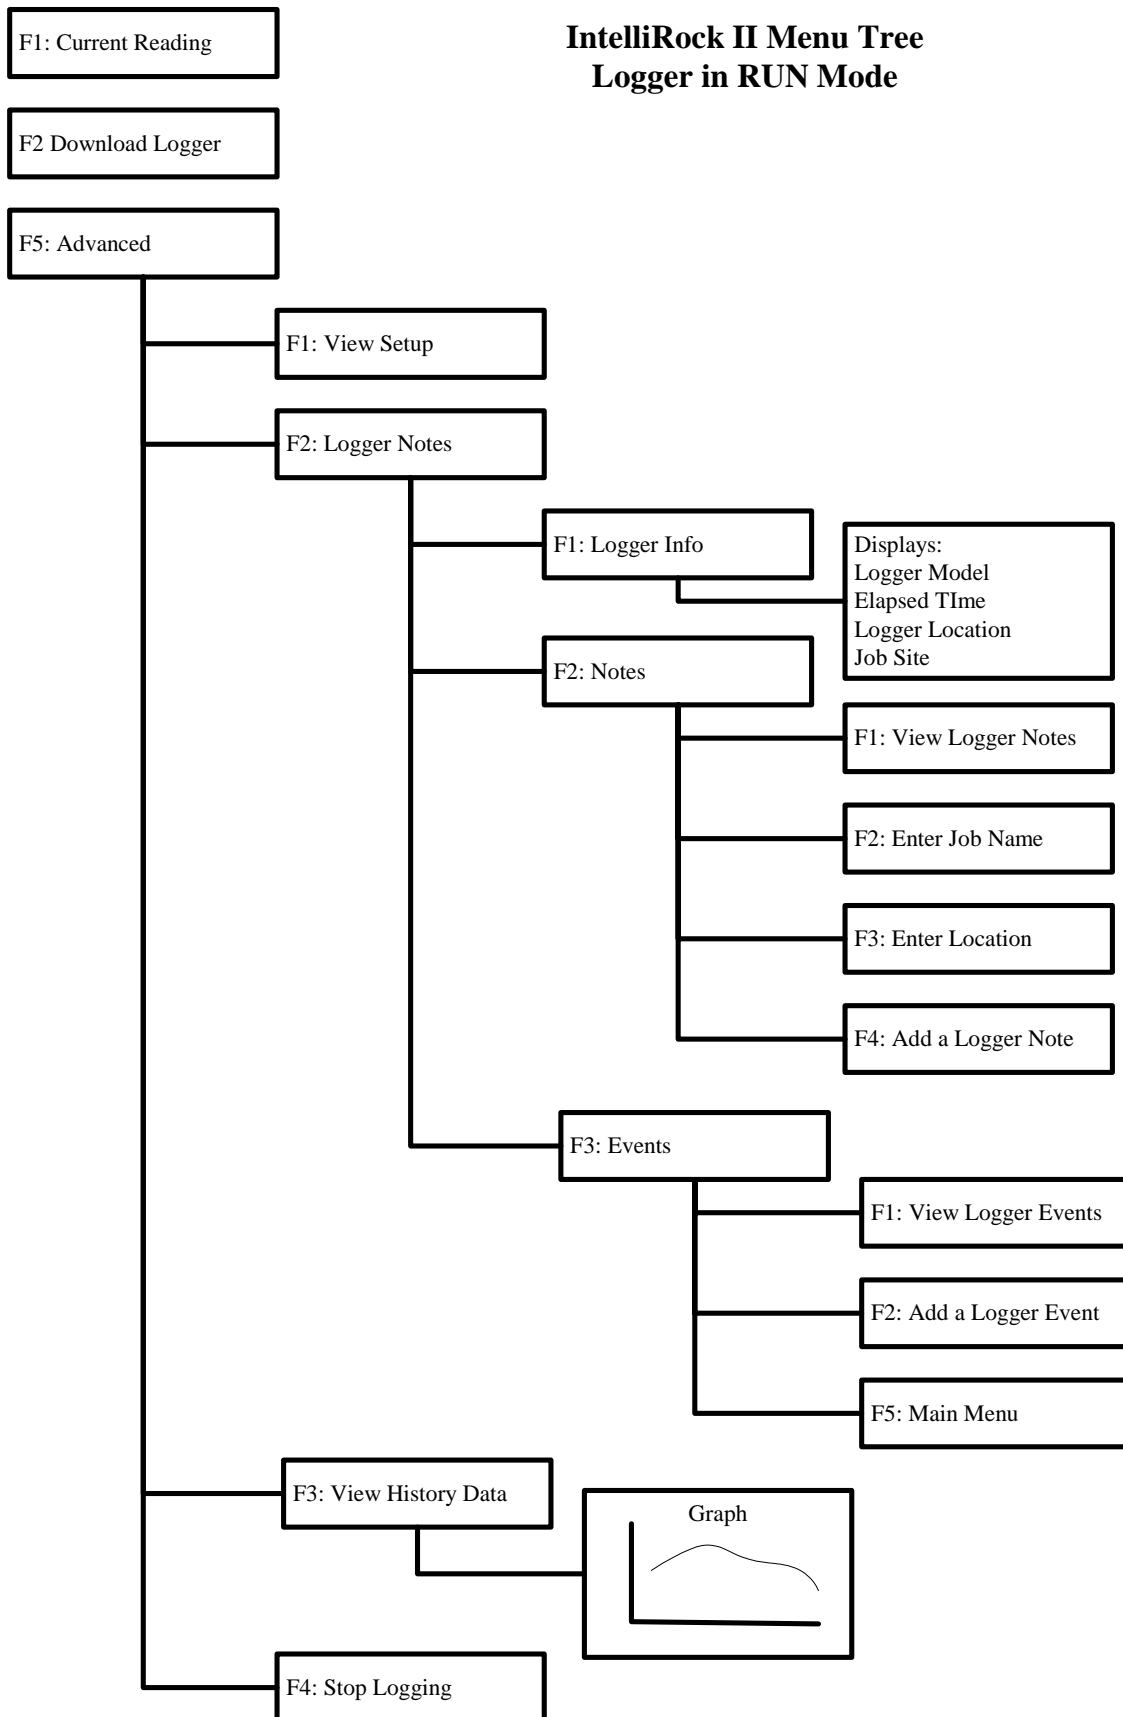 IntelliRock II Menu Tree
Logger in RUN Mode
F1: Current Reading
F2 Download Logger
F5: Advanced
F1: View Setup
F2: Logger Notes
F1: Logger Info
Displays:
Logger Model
Elapsed TIme
Logger Location
Job Site
F2: Notes
F1: View Logger Notes
F2: Enter Job Name
F3: Enter Location
F4: Add a Logger Note
F3: Events
F1: View Logger Events
F2: Add a Logger Event
F5: Main Menu
F3: View History Data
Graph
F4: Stop Logging